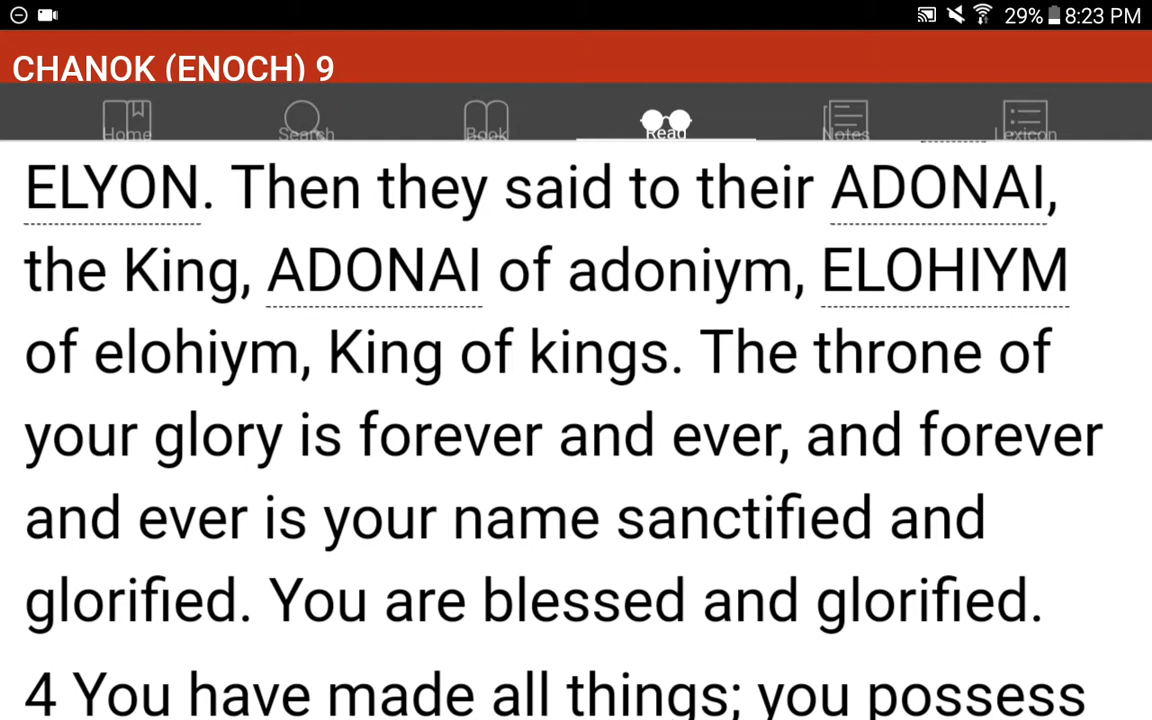 29% 8:23 PM
CHANOK (ENOCH) 9
Home Search Book Read Notes Lexicon
ELYON. Then they said to their ADONAI,
the King, ADONAI of adoniym, ELOHIYM
of elohiym, King of kings. The throne of
your glory is forever and ever, and forever
and ever is your name sanctified and
glorified. You are blessed and glorified.
4 You have made all things; you possess